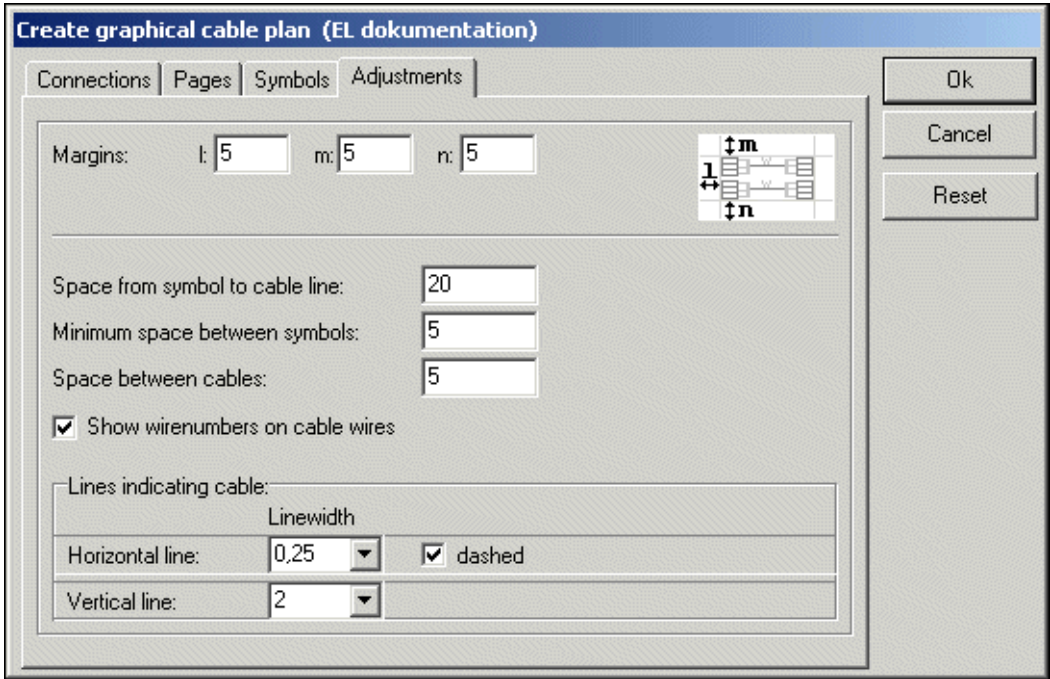 Create graphical cable plan (EL dokumentation)
Connections Pages Symbols Adjustments
Ok
Cancel
Reset
Margins: l: 5 m: 5 n: 5
m
l
w
w
n
Space from symbol to cable line: 20
Minimum space between symbols: 5
Space between cables: 5
Show wirenumbers on cable wires
Lines indicating cable:
Linewidth
Horizontal line: 0,25 dashed
Vertical line: 2